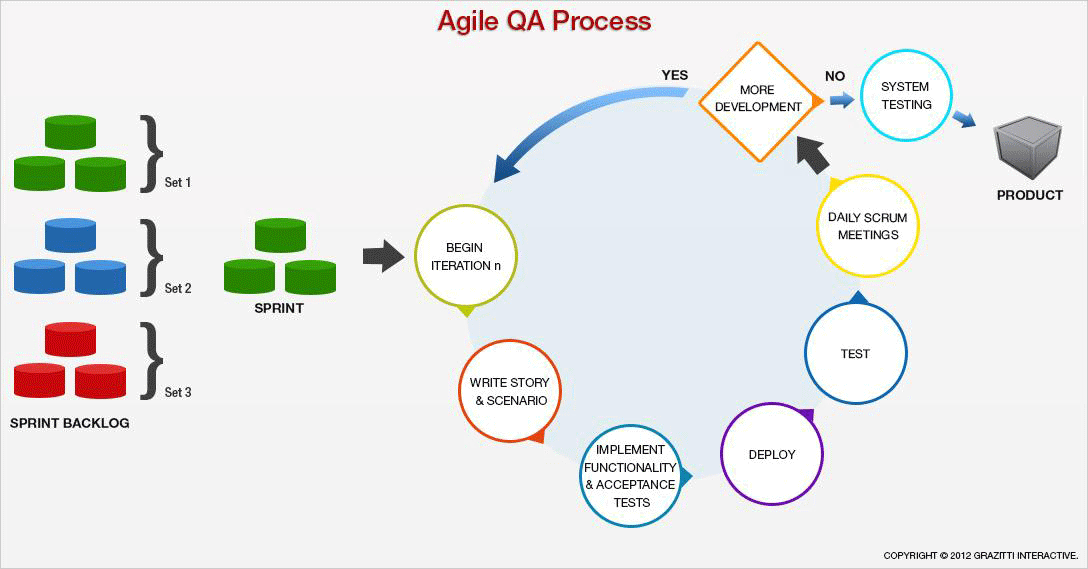 Agile QA Process
Set 1
Set 2
Set 3
SPRINT BACKLOG
SPRINT
BEGIN
ITERATION n
WRITE STORY
& SCENARIO
IMPLEMENT
FUNCTIONALITY
& ACCEPTANCE
TESTS
DEPLOY
TEST
DAILY SCRUM
MEETINGS
MORE
DEVELOPMENT
YES
NO
SYSTEM
TESTING
PRODUCT
COPYRIGHT © 2012 GRAZITTI INTERACTIVE.